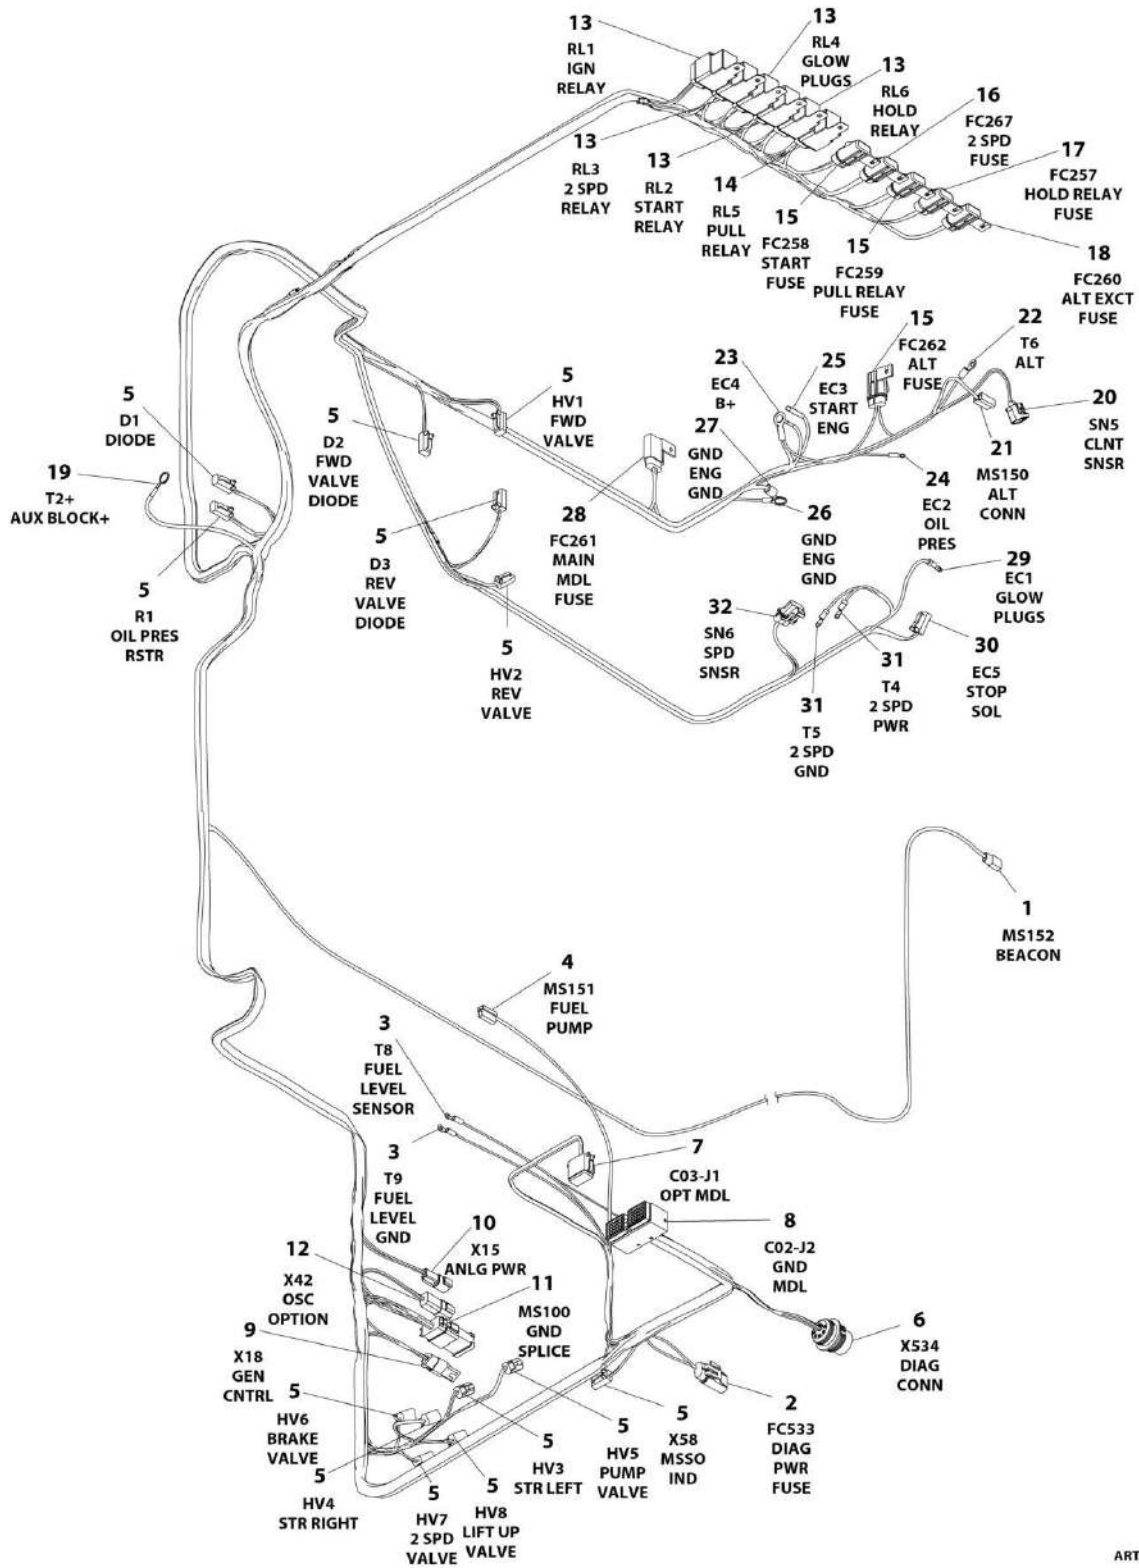 13
RL1
IGN
RELAY
13
RL4
GLOW
PLUGS
13
RL6
HOLD
RELAY
16
FC267
2 SPD
FUSE
17
FC257
HOLD RELAY
FUSE
13
RL3
2 SPD
RELAY
13
RL2
START
RELAY
14
RL5
PULL
RELAY
15
FC258
START
FUSE
15
FC259
PULL RELAY
FUSE
18
FC260
ALT EXCT
FUSE
5
D1
DIODE
19
T2+
AUX BLOCK+
5
R1
OIL PRES
RSTR
5
D2
FWD
VALVE
DIODE
5
HV1
FWD
VALVE
5
D3
REV
VALVE
DIODE
5
HV2
REV
VALVE
28
FC261
MAIN
MDL
FUSE
23
EC4
B+
27
GND
ENG
GND
25
EC3
START
ENG
15
FC262
ALT
FUSE
22
T6
ALT
20
SN5
CLNT
SNSR
21
MS150
ALT
CONN
24
EC2
OIL
PRES
26
GND
ENG
GND
29
EC1
GLOW
PLUGS
32
SN6
SPD
SNSR
31
T5
2 SPD
GND
31
T4
2 SPD
PWR
30
EC5
STOP
SOL
1
MS152
BEACON
4
MS151
FUEL
PUMP
3
T8
FUEL
LEVEL
SENSOR
3
T9
FUEL
LEVEL
GND
7
C03-J1
OPT MDL
8
C02-J2
GND
MDL
10
X15
ANLG PWR
12
X42
OSC
OPTION
11
MS100
GND
SPLICE
9
X18
GEN
CNTRL
6
X534
DIAG
CONN
5
HV6
BRAKE
VALVE
5
HV4
STR RIGHT
5
HV7
2 SPD
VALVE
5
HV8
LIFT UP
VALVE
5
HV3
STR LEFT
5
HV5
PUMP
VALVE
5
X58
MSSO
IND
2
FC533
DIAG
PWR
FUSE
ART